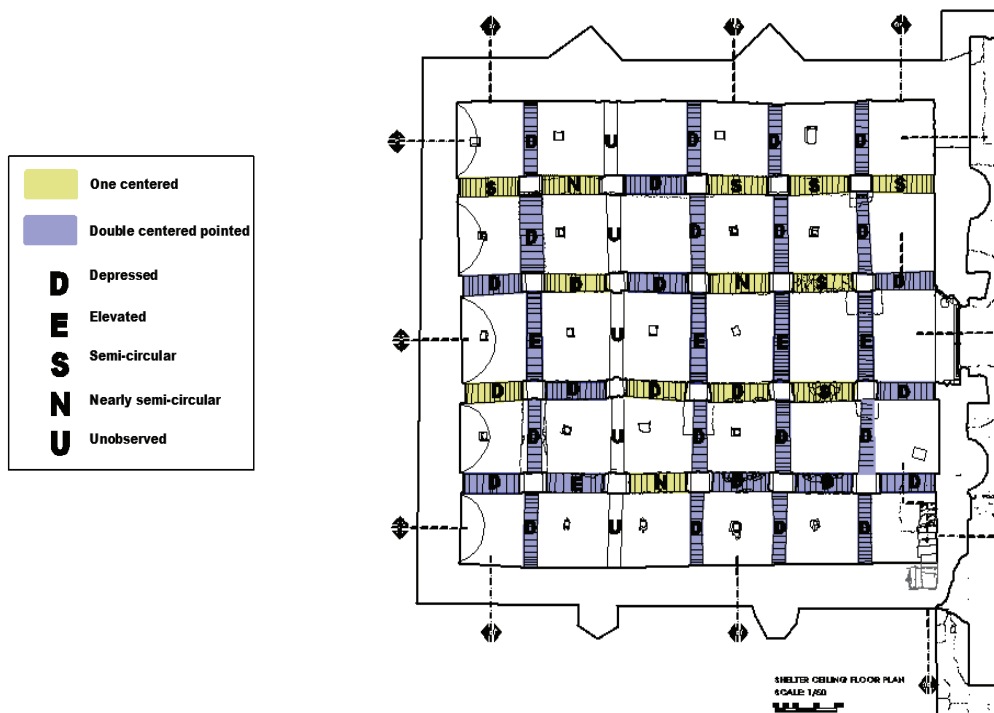 One centered
Double centered pointed
D Depressed
E Elevated
S Semi-circular
N Nearly semi-circular
U Unobserved
D U D D D
S N D S S S
D U D D D
D D D N S D
E U E E E
D D D D S D
D U D D D
D E N D D D
D U D D D
SHELTER CEILING FLOOR PLAN
SCALE: 1/50